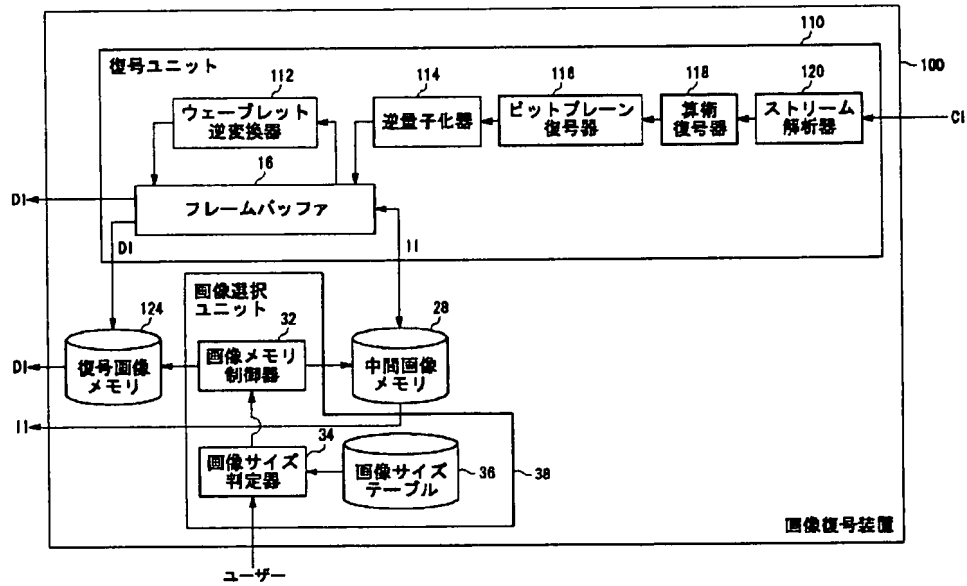 110
100
復号ユニット
112
114
116
118
120
ウェーブレット
逆変換器
逆量子化器
ビットプレーン
復号器
算術
復号器
ストリーム
解析器
CI
16
フレームバッファ
DI
DI
II
画像選択
ユニット
124
32
28
復号画像
メモリ
画像メモリ
制御器
中間画像
メモリ
DI
II
34
画像サイズ
判定器
画像サイズ
テーブル
36
38
画像復号装置
ユーザー